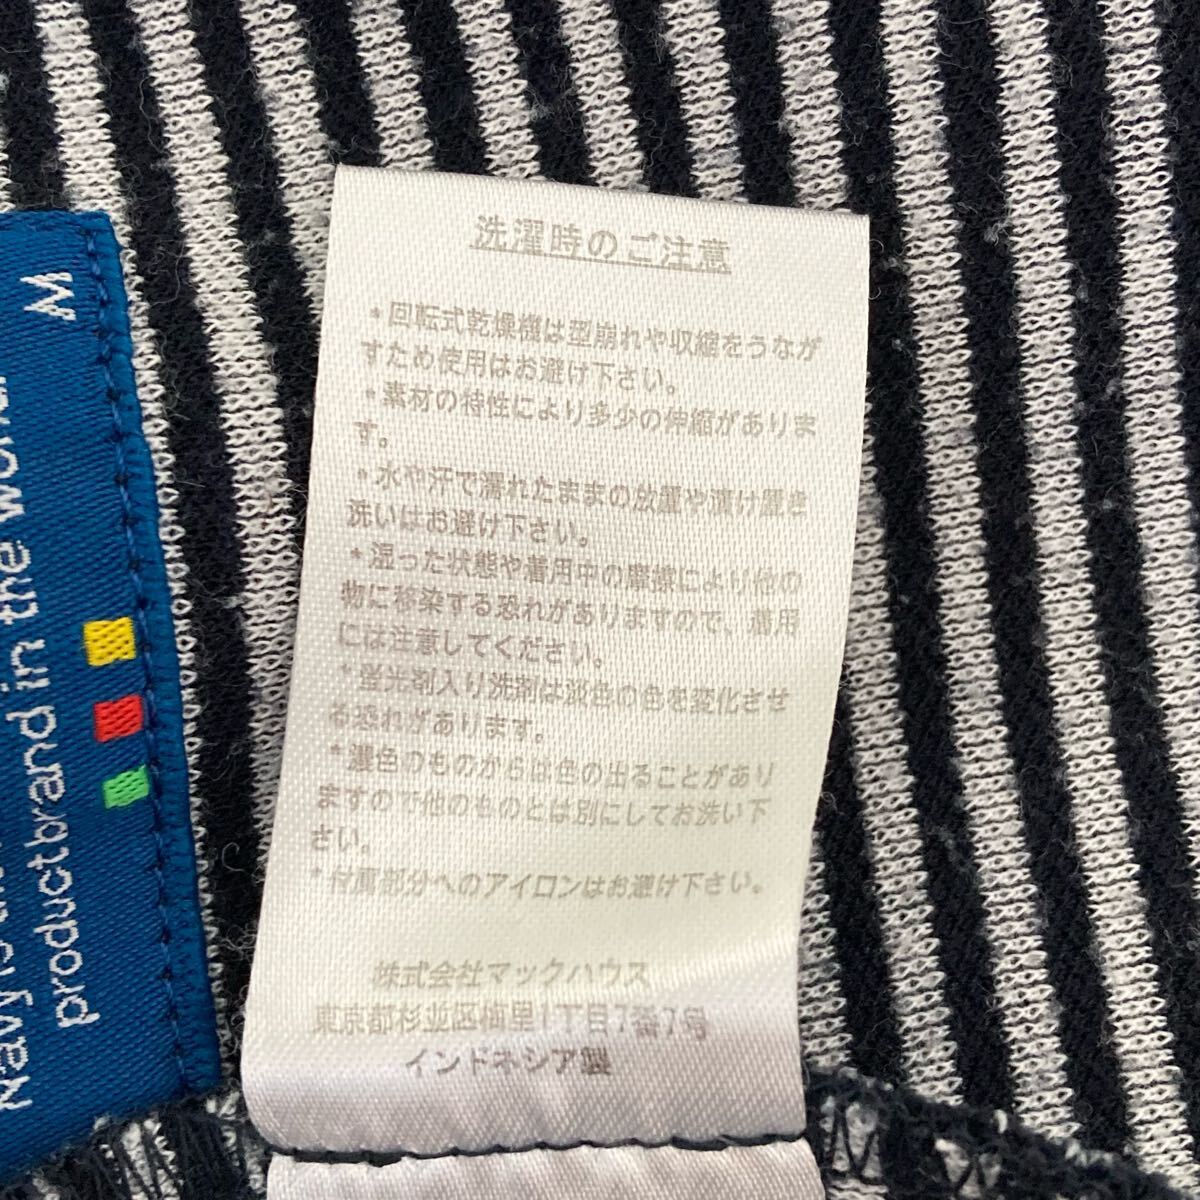 洗濯時のご注意
*回転式乾燥機は型崩れや収縮をうなが
すため使用はお避け下さい。
*素材の特性により多少の伸縮がありま
す。
*水や汗で濡れたままの放置や漬け置き
洗いはお避け下さい。
*湿った状態や着用中の摩擦により他の
物に移染する恐れがありますので、着用
には注意してください。
*蛍光剤入り洗剤は淡色の色を変化させ
る恐れがあります。
*濃色のものからは色の出ることがあり
ますので他のものとは別にしてお洗い下
さい。
*付属部分へのアイロンはお避け下さい。
株式会社マックハウス
東京都杉並区梅里1丁目7番7号
インドネシア製
M
Navy is
productbrand in the world